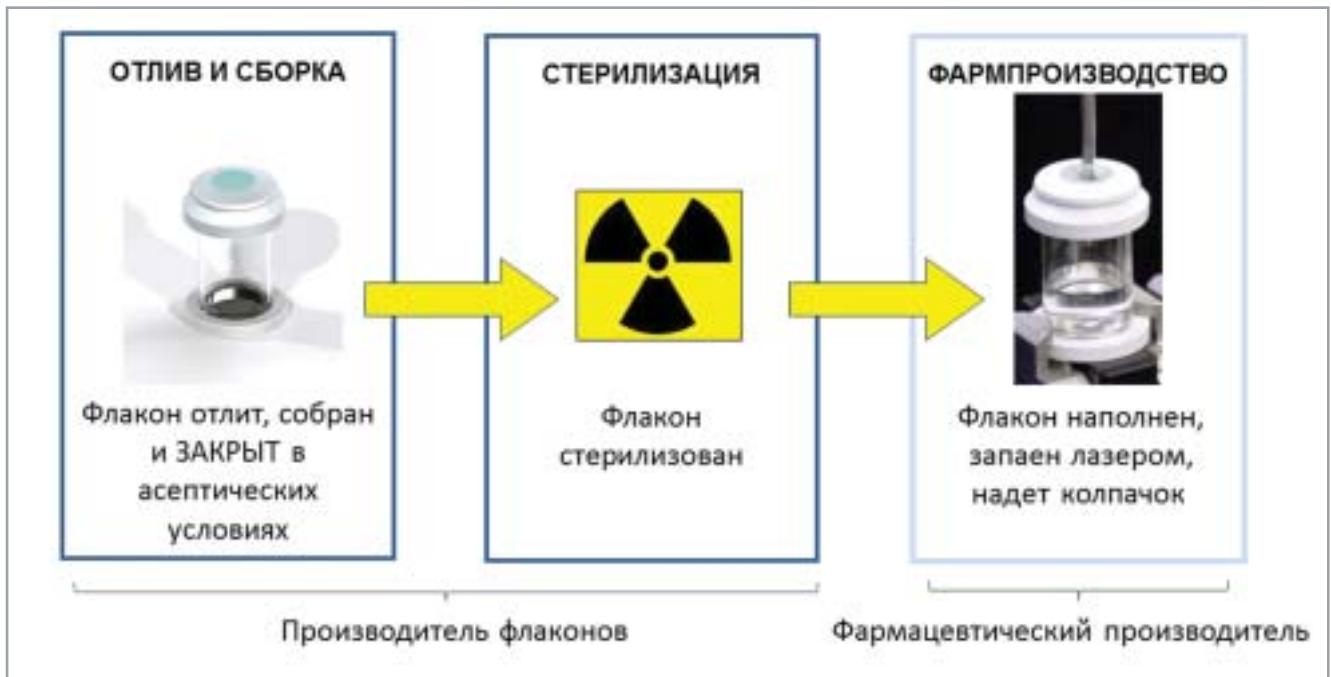 ОТЛИВ И СБОРКА
Флакон отлит, собран
и ЗАКРЫТ в
асептических
условиях
СТЕРИЛИЗАЦИЯ
Флакон
стерилизован
ФАРМПРОИЗВОДСТВО
Флакон наполнен,
запаен лазером,
надет колпачок
Производитель флаконов
Фармацевтический производитель